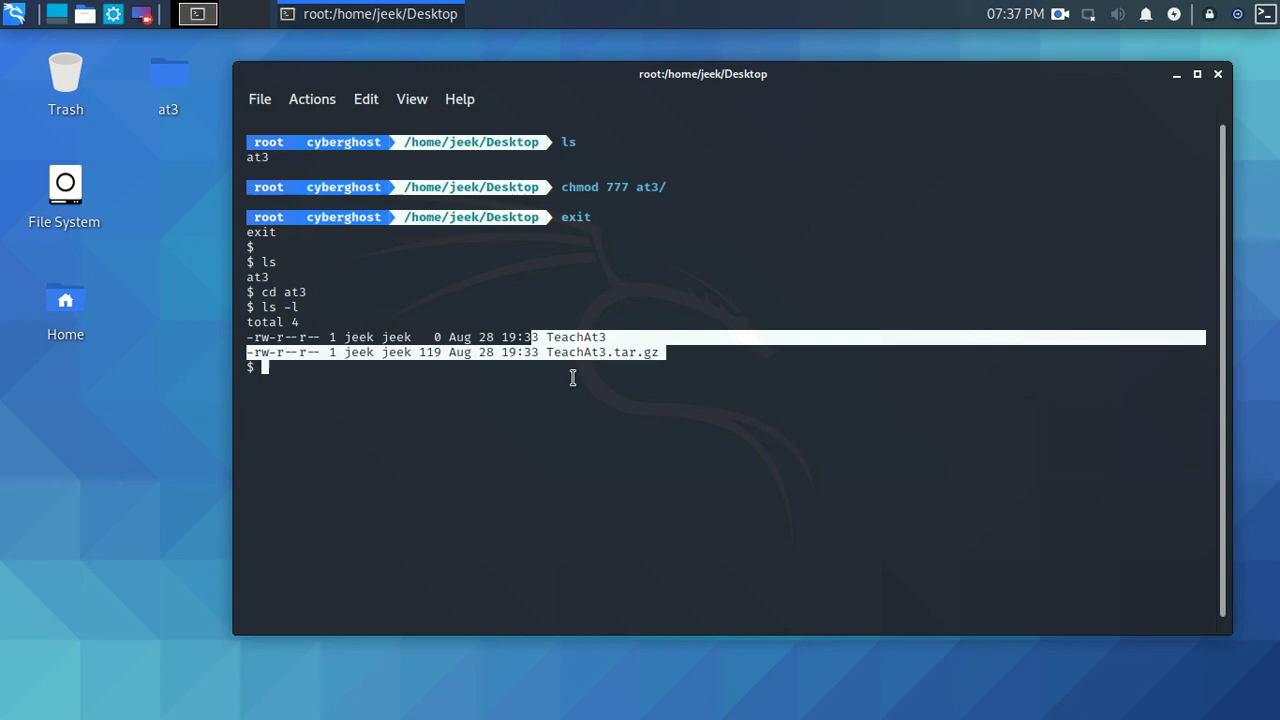 root:/home/jeek/Desktop
07:37 PM
Trash
at3
File System
Home
root:/home/jeek/Desktop
File Actions Edit View Help
root cyberghost /home/jeek/Desktop ls
at3
root cyberghost /home/jeek/Desktop chmod 777 at3/
root cyberghost /home/jeek/Desktop exit
exit
$
$ ls
at3
$ cd at3
$ ls -l
total 4
-rw-r--r-- 1 jeek jeek 0 Aug 28 19:33 TeachAt3
-rw-r--r-- 1 jeek jeek 119 Aug 28 19:33 TeachAt3.tar.gz
$